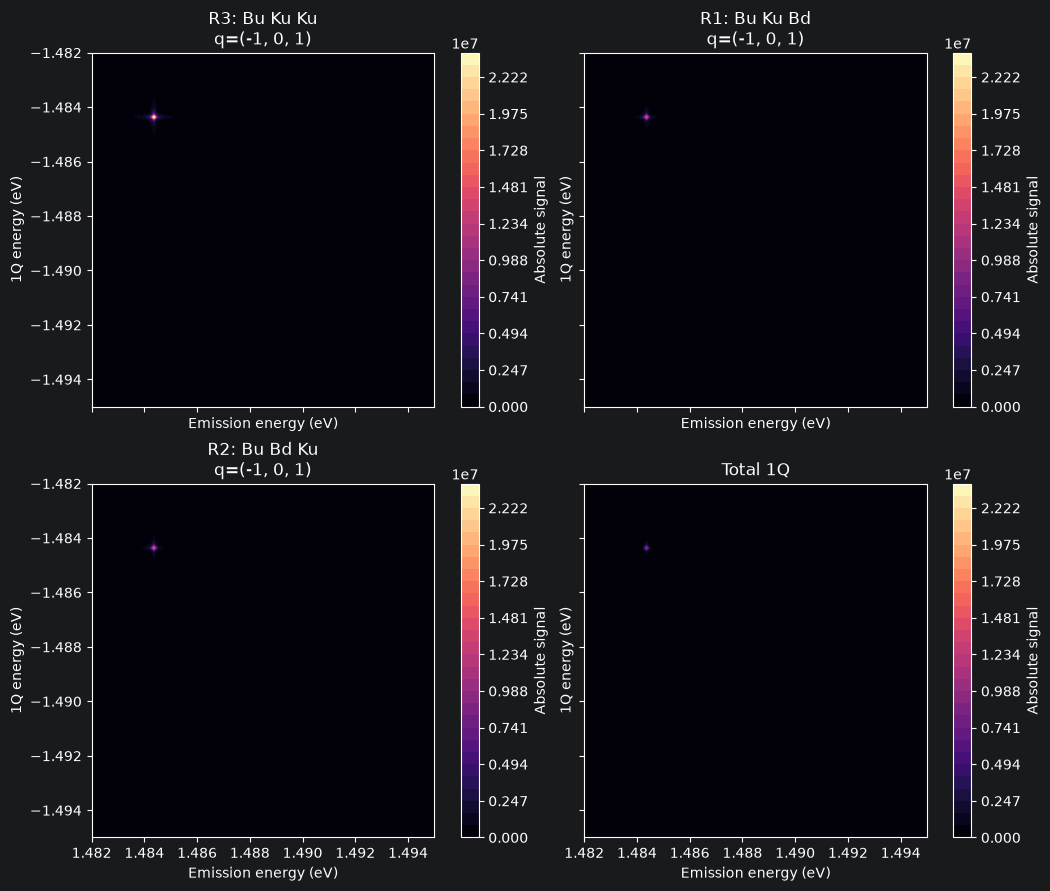 R3: Bu Ku Ku
q=(-1, 0, 1)
1e7
−1.482
−1.484
−1.486
−1.488
−1.490
−1.492
−1.494
1Q energy (eV)
Emission energy (eV)
2.222
1.975
1.728
1.481
1.234
0.988
0.741
0.494
0.247
0.000
Absolute signal
R1: Bu Ku Bd
q=(-1, 0, 1)
1e7
1Q energy (eV)
Emission energy (eV)
2.222
1.975
1.728
1.481
1.234
0.988
0.741
0.494
0.247
0.000
Absolute signal
R2: Bu Bd Ku
q=(-1, 0, 1)
1e7
−1.482
−1.484
−1.486
−1.488
−1.490
−1.492
−1.494
1Q energy (eV)
1.482 1.484 1.486 1.488 1.490 1.492 1.494
Emission energy (eV)
2.222
1.975
1.728
1.481
1.234
0.988
0.741
0.494
0.247
0.000
Absolute signal
Total 1Q
1e7
1Q energy (eV)
1.482 1.484 1.486 1.488 1.490 1.492 1.494
Emission energy (eV)
2.222
1.975
1.728
1.481
1.234
0.988
0.741
0.494
0.247
0.000
Absolute signal